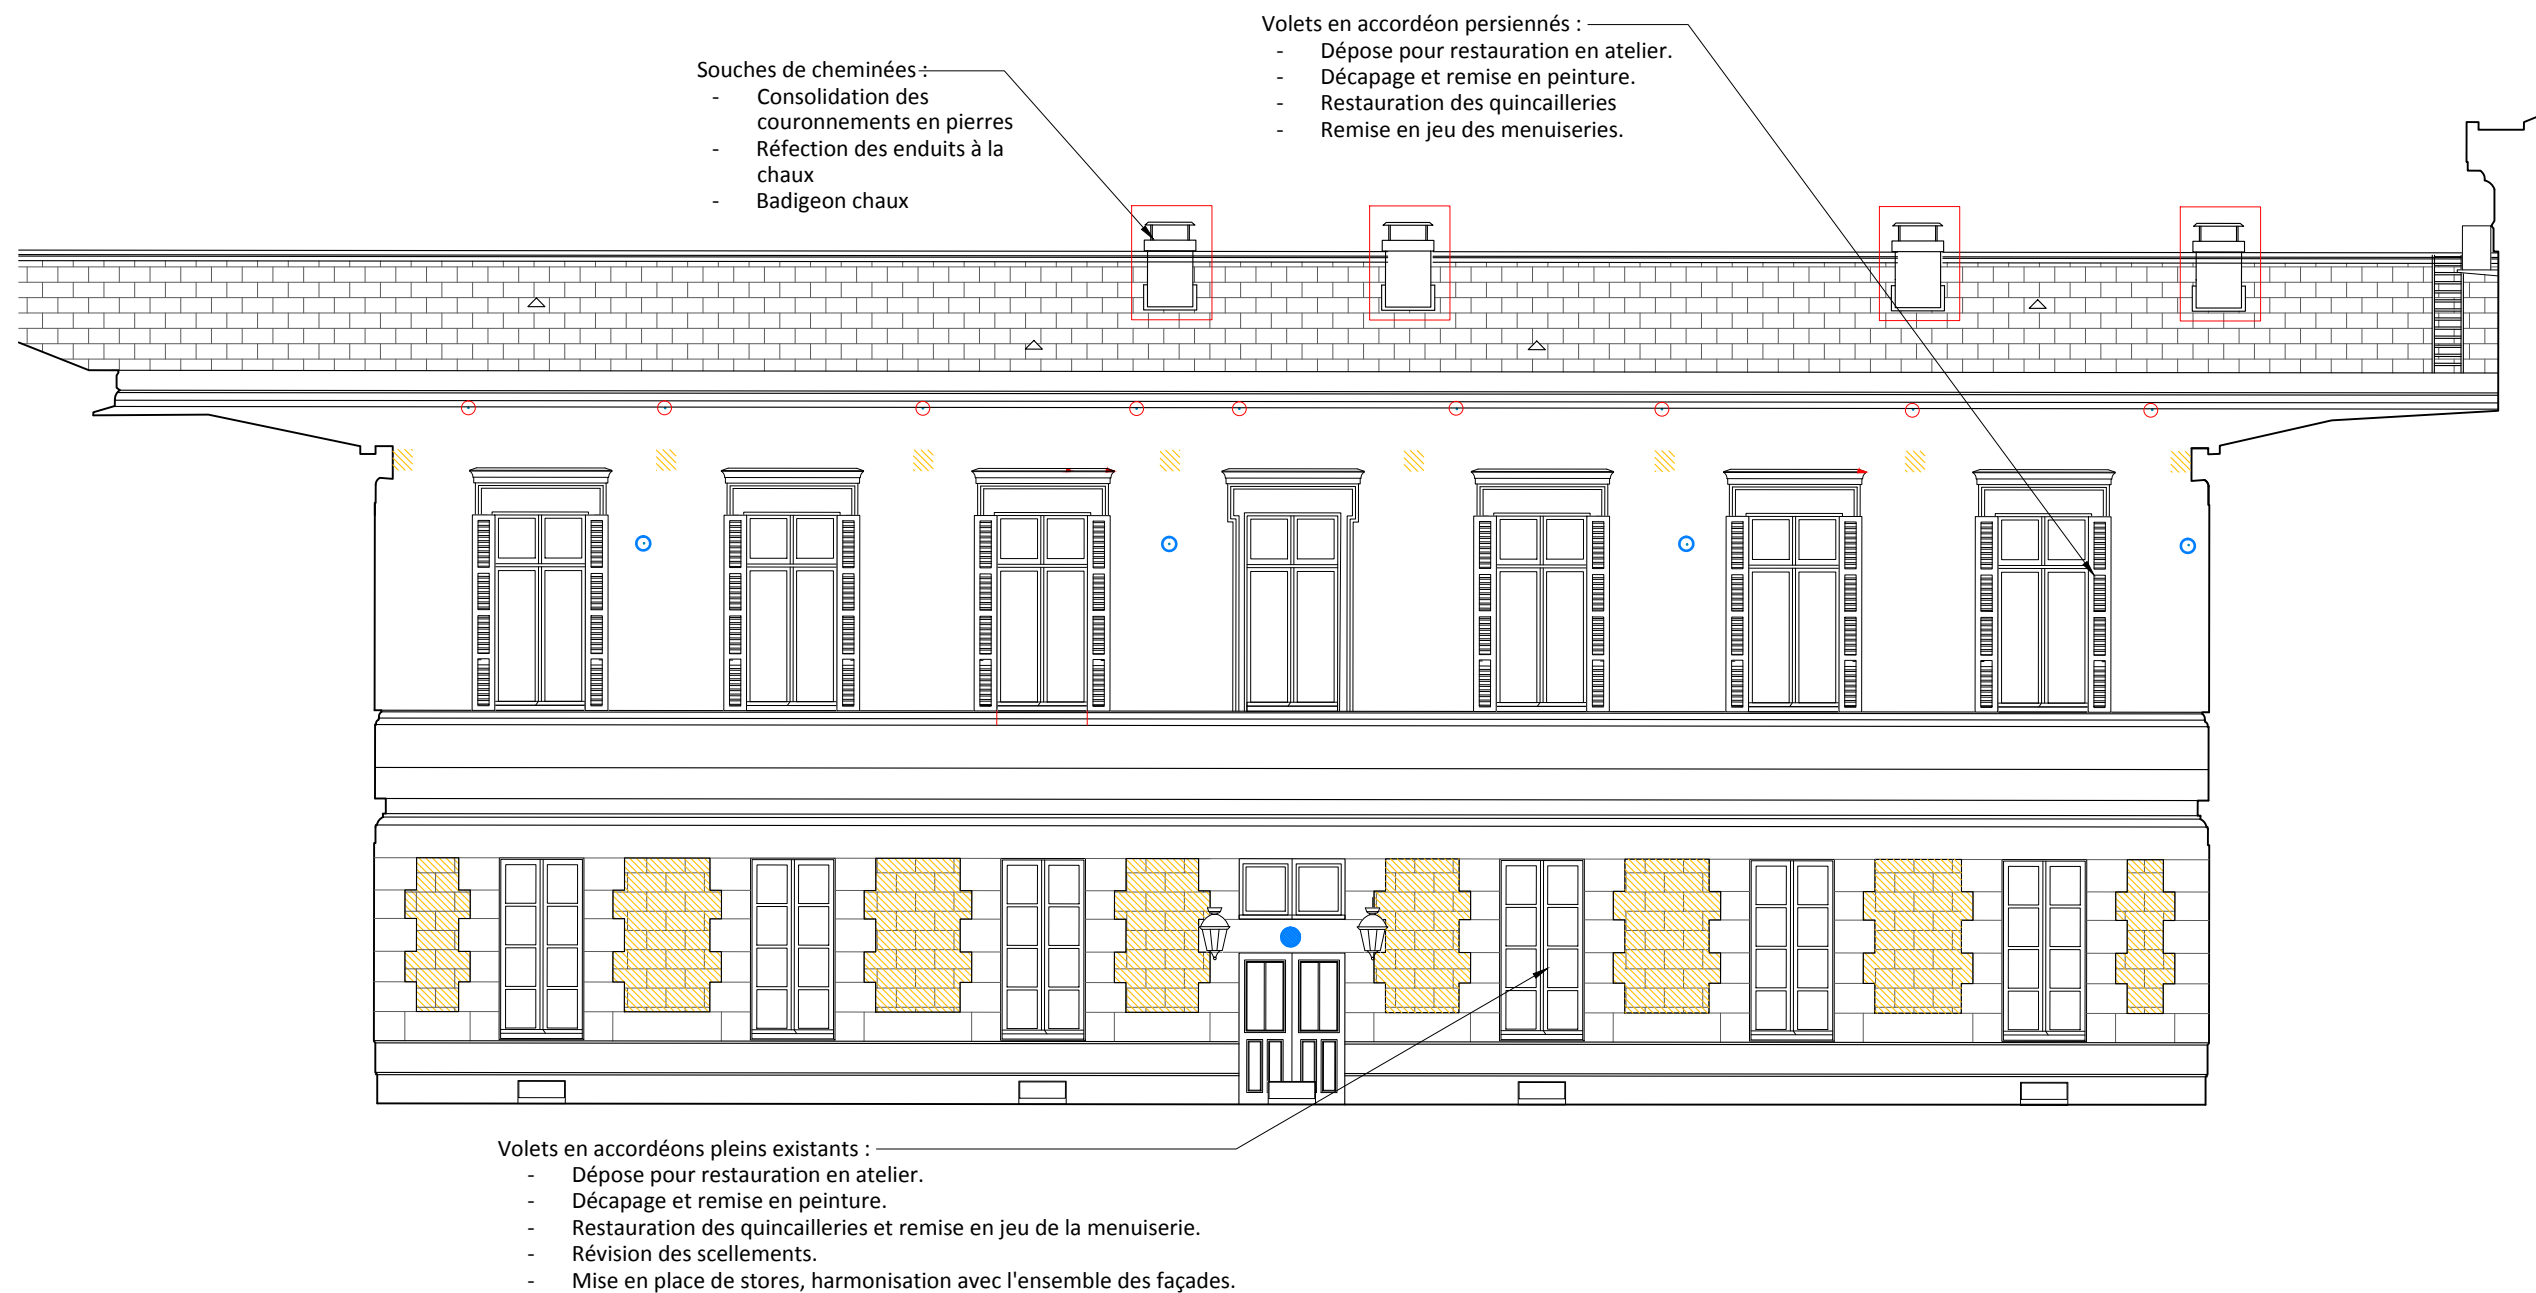 Volets en accordéon persiennés :
- Dépose pour restauration en atelier.
- Décapage et remise en peinture.
- Restauration des quincailleries
- Remise en jeu des menuiseries.
Souches de cheminées :
- Consolidation des
couronnements en pierres
- Réfection des enduits à la
chaux
- Badigeon chaux
Volets en accordéons pleins existants :
- Dépose pour restauration en atelier.
- Décapage et remise en peinture.
- Restauration des quincailleries et remise en jeu de la menuiserie.
- Révision des scellements.
- Mise en place de stores, harmonisation avec l'ensemble des façades.